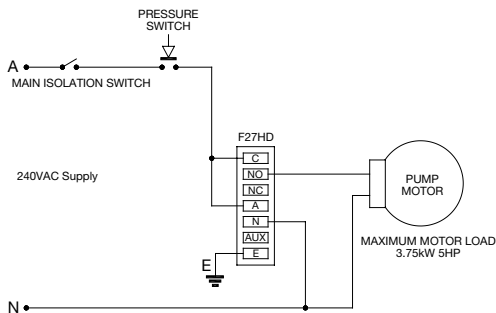 PRESSURE
SWITCH
A
MAIN ISOLATION SWITCH
F27HD
C
NO
NC
A
N
AUX
E
E
240VAC Supply
PUMP
MOTOR
MAXIMUM MOTOR LOAD
3.75kW 5HP
N